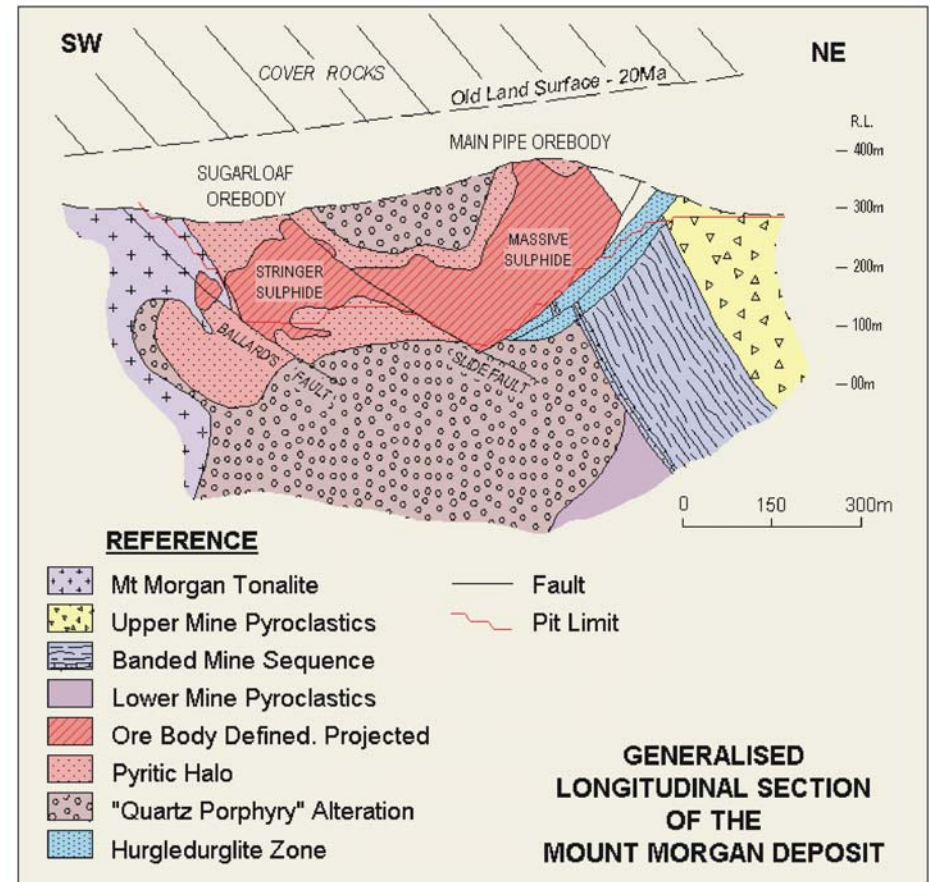 SW
NE
COVER ROCKS
Old Land Surface - 20Ma
R.L.
MAIN PIPE OREBODY
400m
SUGARLOAF
OREBODY
300m
MASSIVE
SULPHIDE
STRINGER
SULPHIDE
200m
100m
BALLARD'S
FAULT
SLIDE FAULT
00m
0 150 300m
REFERENCE
Mt Morgan Tonalite
Upper Mine Pyroclastics
Banded Mine Sequence
Lower Mine Pyroclastics
Ore Body Defined. Projected
Pyritic Halo
"Quartz Porphyry" Alteration
Hurgledurglite Zone
Fault
Pit Limit
GENERALISED
LONGITUDINAL SECTION
OF THE
MOUNT MORGAN DEPOSIT